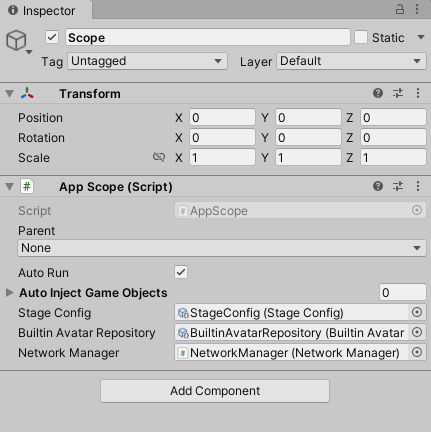 Inspector
Scope Static
Tag Untagged Layer Default
Transform
Position X 0 Y 0 Z 0
Rotation X 0 Y 0 Z 0
Scale X 1 Y 1 Z 1
# App Scope (Script)
Script # AppScope
Parent
None
Auto Run
Auto Inject Game Objects 0
Stage Config StageConfig (Stage Config)
Builtin Avatar Repository BuiltinAvatarRepository (Builtin Avatar
Network Manager # NetworkManager (Network Manager)
Add Component